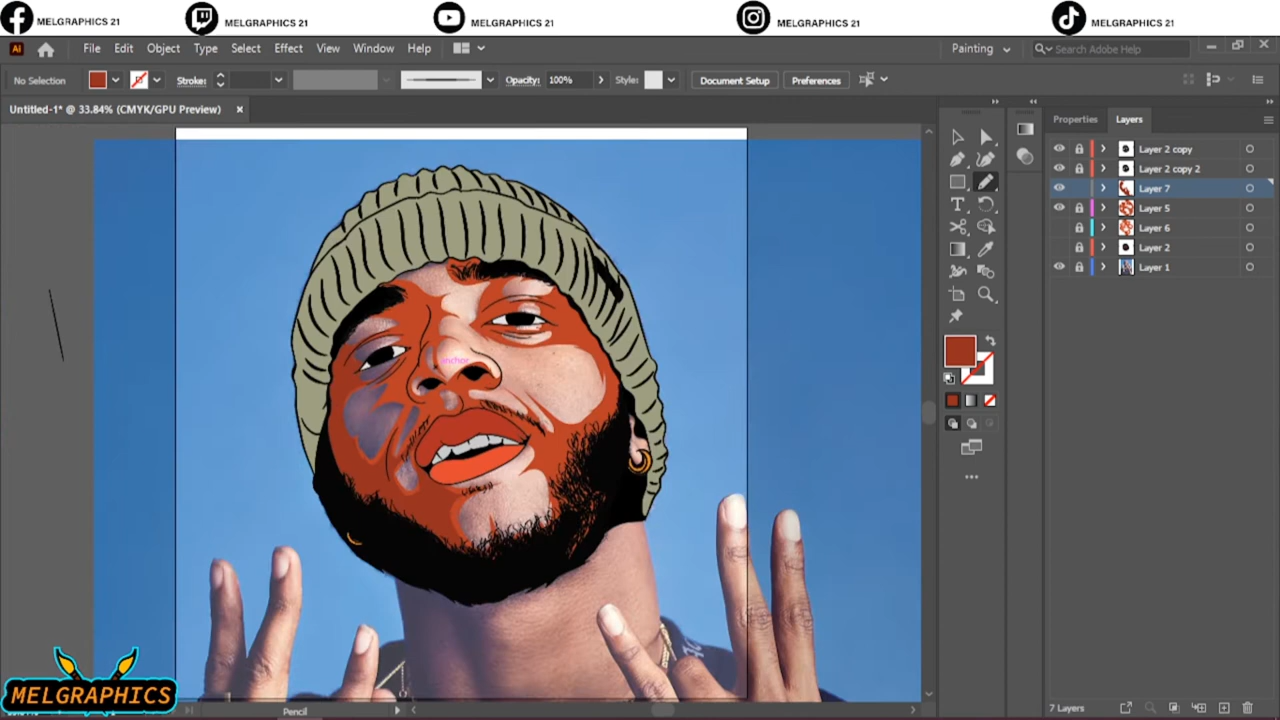 MELGRAPHICS 21
MELGRAPHICS 21
MELGRAPHICS 21
MELGRAPHICS 21
MELGRAPHICS 21
Ai File Edit Object Type Select Effect View Window Help Painting Search Adobe Help
No Selection Stroke: Opacity: 100% Style: Document Setup Preferences
Untitled-1* @ 33.84% (CMYK/GPU Preview) ×
Properties Layers
Layer 2 copy
Layer 2 copy 2
Layer 7
Layer 5
Layer 6
Layer 2
Layer 1
anchor
MELGRAPHICS
Pencil
7 Layers